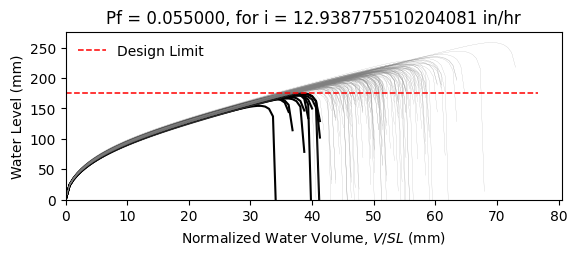 Pf = 0.055000, for i = 12.938775510204081 in/hr
Design Limit
Water Level (mm)
250
200
150
100
50
0
0 10 20 30 40 50 60 70 80
Normalized Water Volume, V/SL (mm)